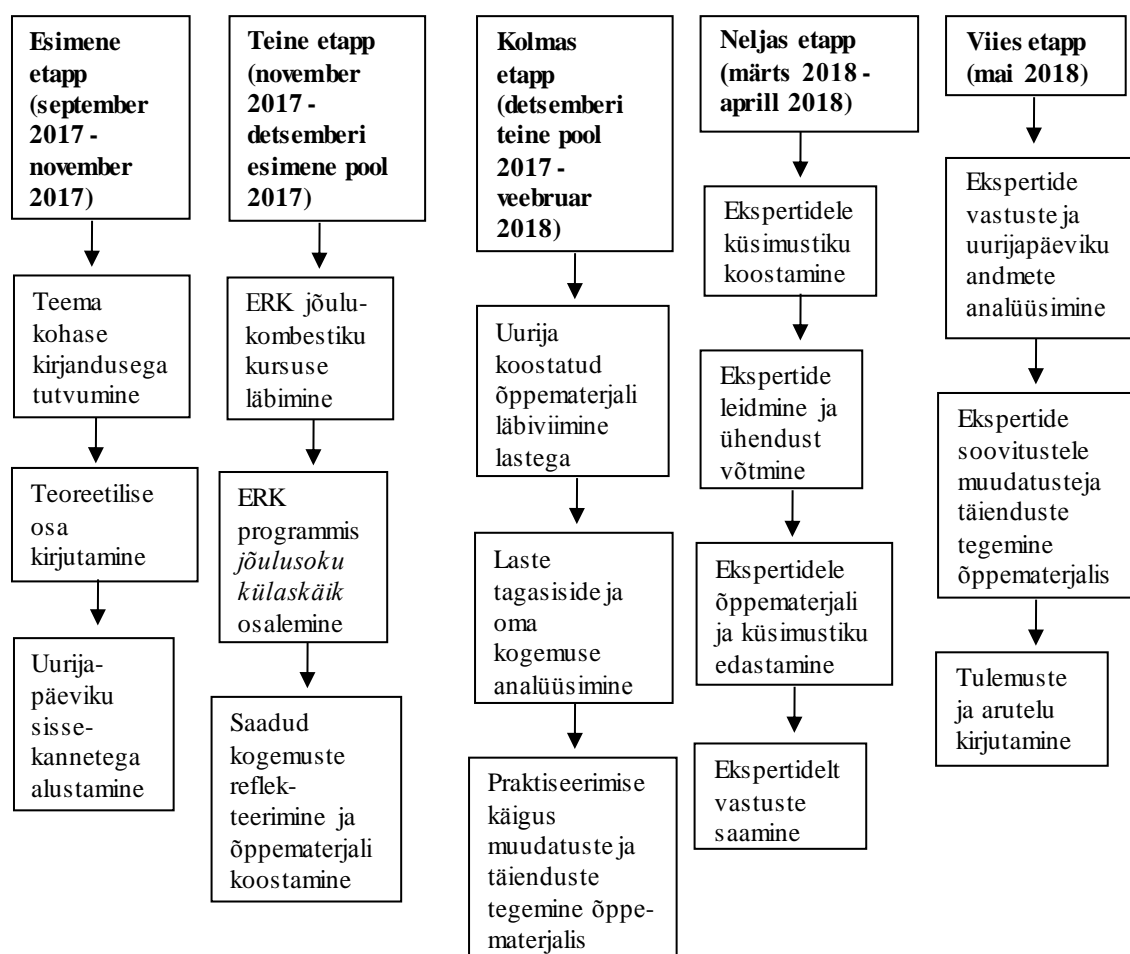 Esimene
etapp
(september
2017 -
november
2017)
Teema
kohase
kirjandusega
tutvumine
Teoreetilise
osa
kirjutamine
Uurija-
päeviku
sisse-
kannetega
alustamine
Teine etapp
(november
2017 -
detsemberi
esimene pool
2017)
ERK jõulu-
kombestiku
kursuse
läbimine
ERK
programmis
jõulusoku
külaskäik
osalemine
Saadud
kogemuste
reflek-
teerimine ja
õppematerjali
koostamine
Kolmas
etapp
(detsemberi
teine pool
2017 -
veebruar
2018)
Uurija
koostatud
õppematerjali
läbiviimine
lastega
Laste
tagasiside ja
oma
kogemuse
analüüsimine
Praktiseerimise
käigus
muudatuste ja
täienduste
tegemine õppe-
materjalis
Neljas etapp
(märts 2018 -
aprill 2018)
Ekspertidele
küsimustiku
koostamine
Ekspertide
leidmine ja
ühendust
võtmine
Ekspertidele
õppematerjali
ja küsimustiku
edastamine
Ekspertidelt
vastuste
saamine
Viies etapp
(mai 2018)
Ekspertide
vastuste ja
uurijapäeviku
andmete
analüüsimine
Ekspertide
soovitustele
muudatuste ja
täienduste
tegemine
õppematerjalis
Tulemuste
ja arutelu
kirjutamine